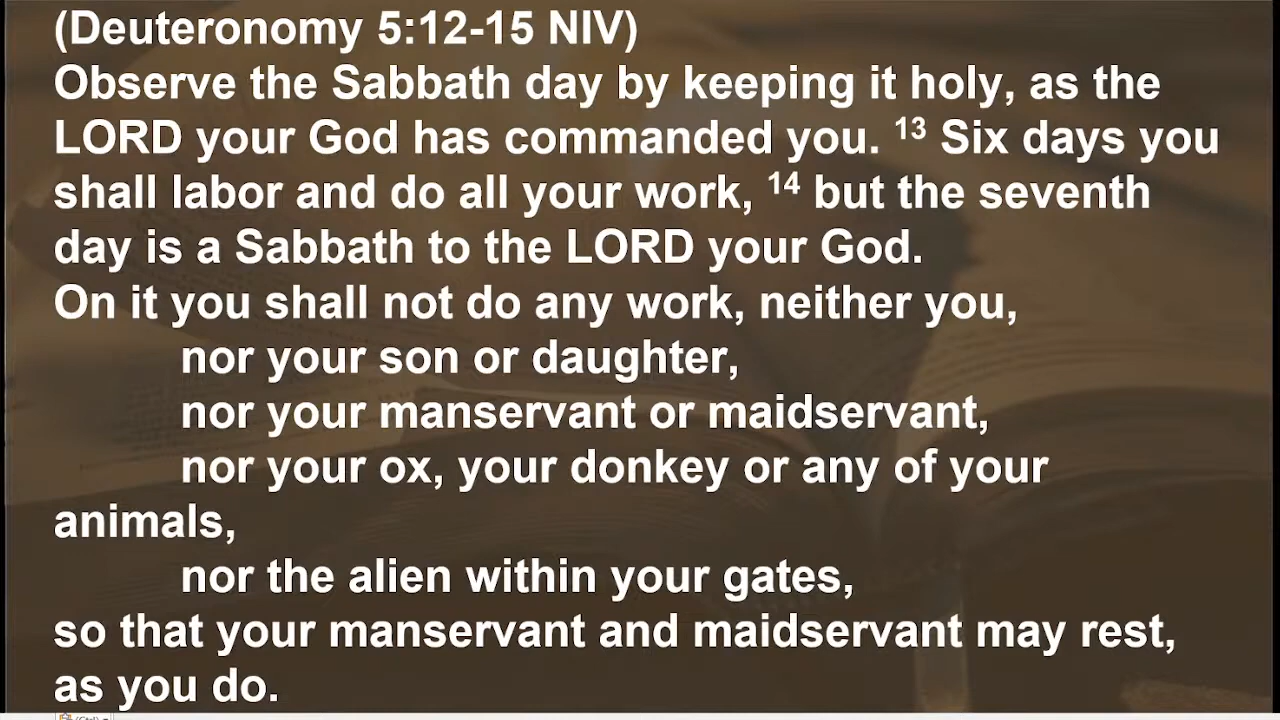 (Deuteronomy 5:12-15 NIV)
Observe the Sabbath day by keeping it holy, as the
LORD your God has commanded you. 13 Six days you
shall labor and do all your work, 14 but the seventh
day is a Sabbath to the LORD your God.
On it you shall not do any work, neither you,
nor your son or daughter,
nor your manservant or maidservant,
nor your ox, your donkey or any of your
animals,
nor the alien within your gates,
so that your manservant and maidservant may rest,
as you do.